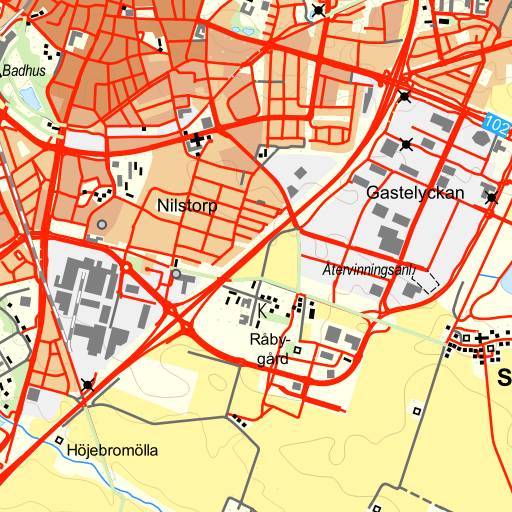 Badhus
102
Nilstorp
Gastelyckan
Återvinningsanl.
K
Råby-
gård
S
Höjebromölla